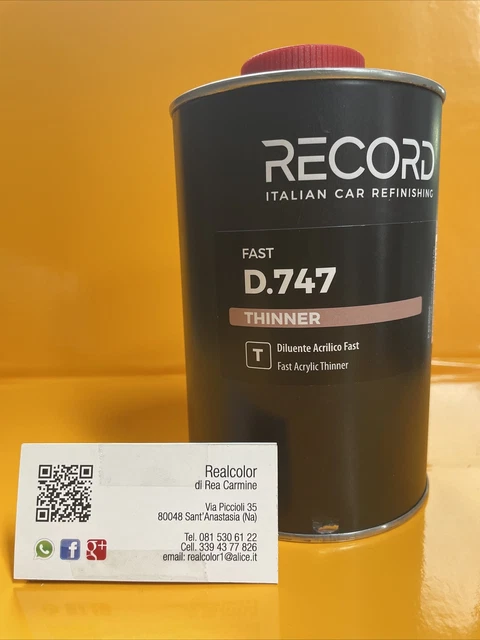 RECORD
ITALIAN CAR REFINISHING
FAST
D.747
THINNER
T
Diluente Acrilico Fast
Fast Acrylic Thinner
Realcolor
di Rea Carmine
Via Piccioli 35
80048 Sant'Anastasia (Na)
Tel. 081 530 61 22
Cell. 339 43 77 826
email: realcolor1@alice.it
f
g+